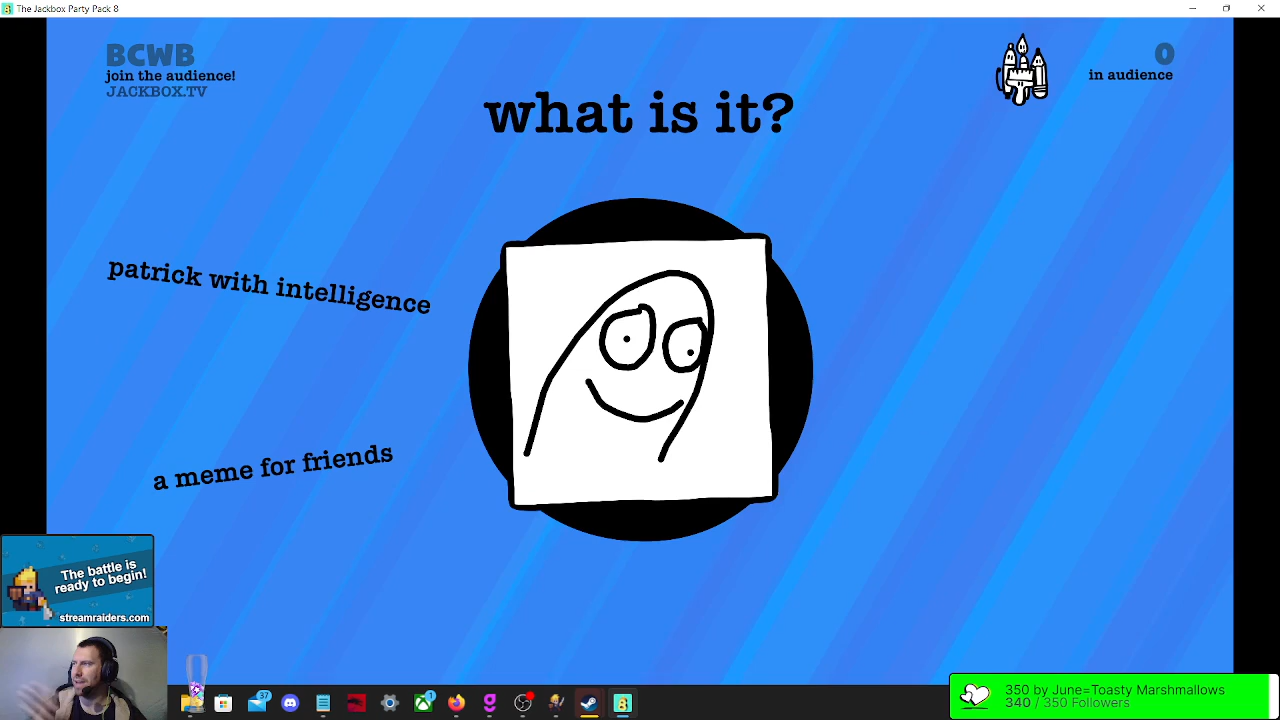 The Jackbox Party Pack 8
BCWB
join the audience!
JACKBOX.TV
0
in audience
what is it?
patrick with intelligence
a meme for friends
The battle is
ready to begin!
streamraiders.com
37
1
350 by June=Toasty Marshmallows
340 / 350 Followers